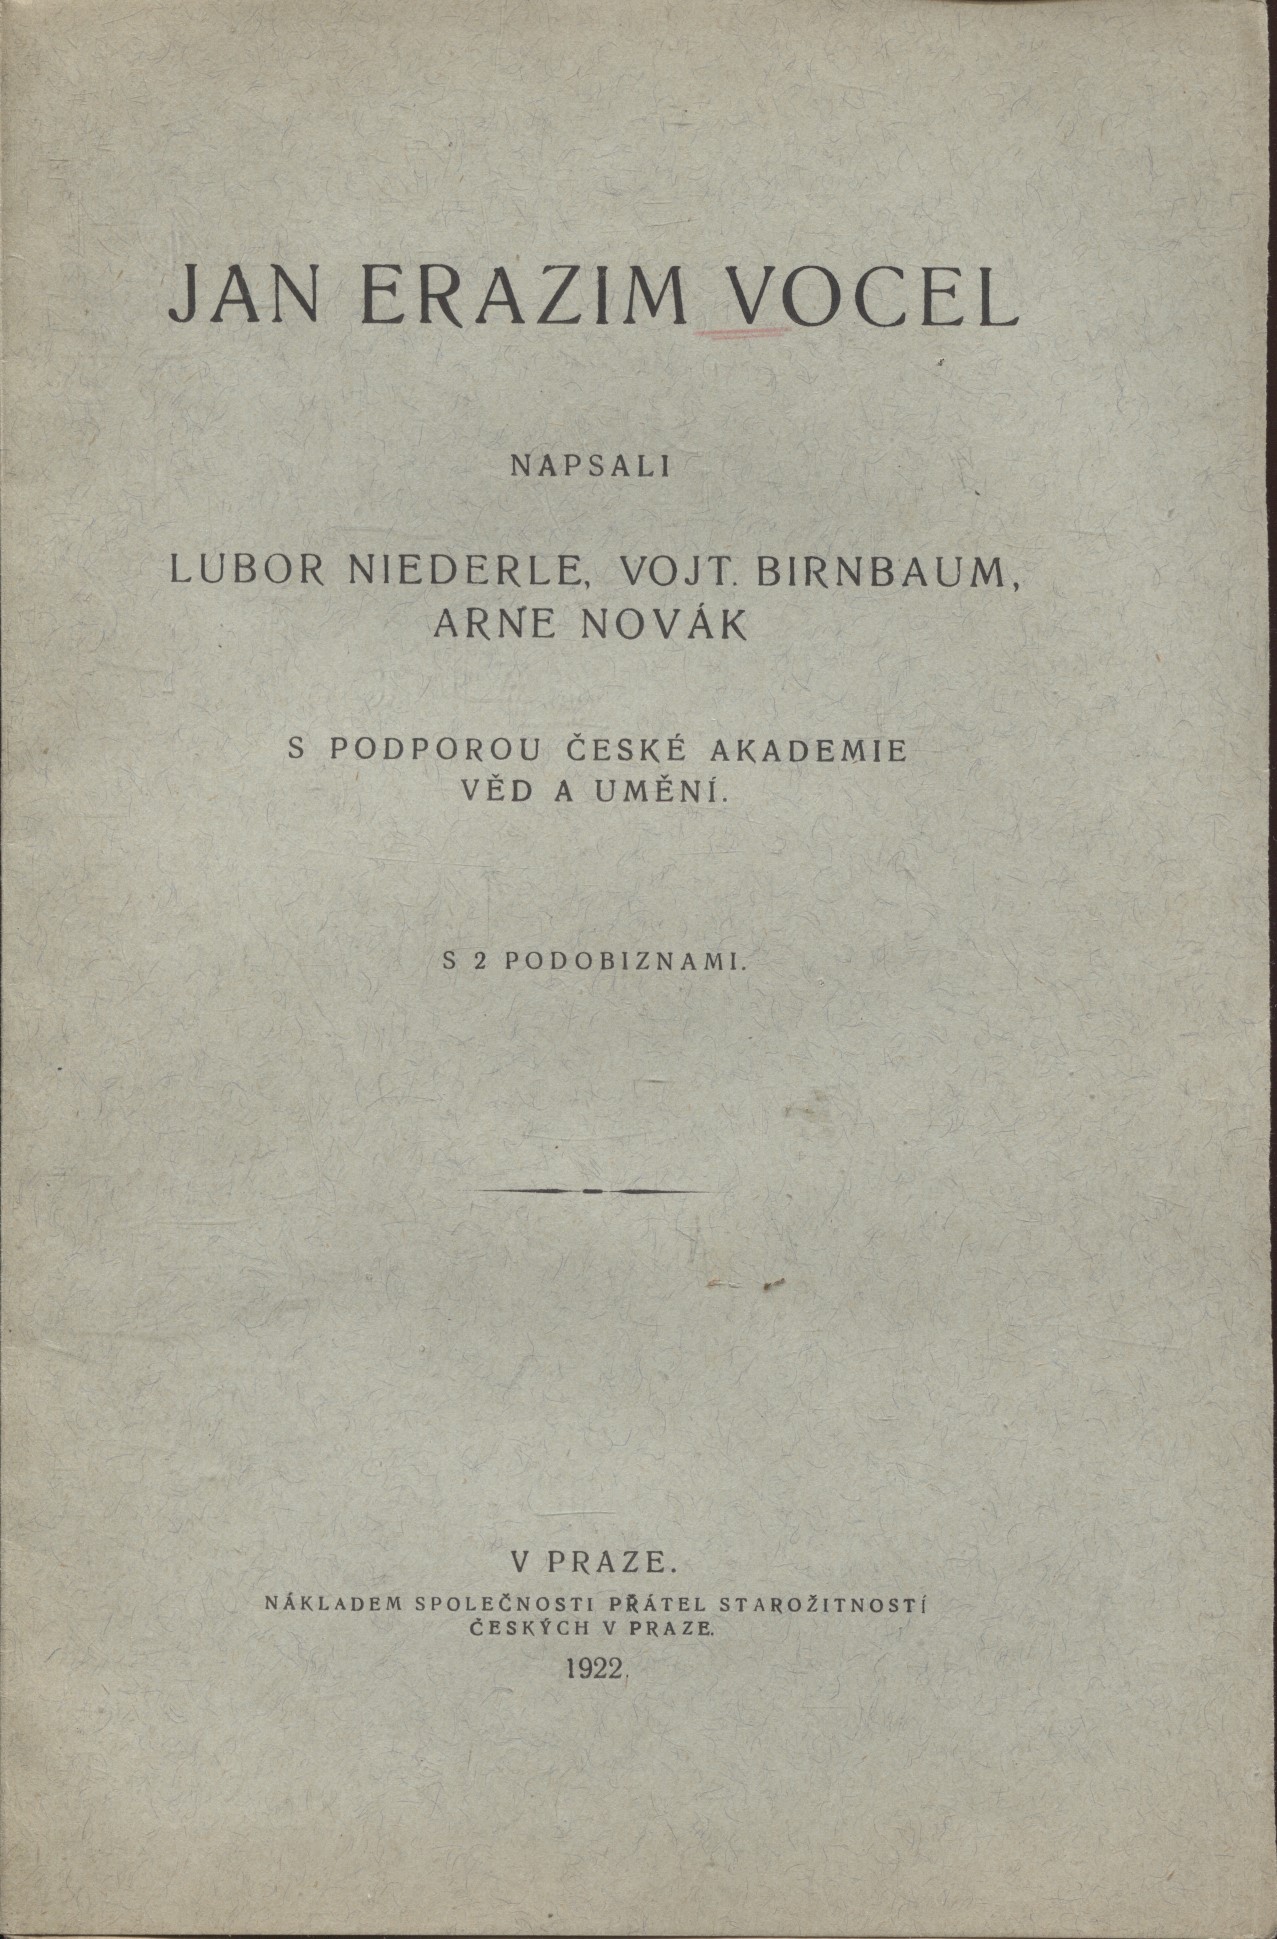 JAN ERAZIM VOCEL
NAPSALI
LUBOR NIEDERLE, VOJT. BIRNBAUM,
ARNE NOVÁK
S PODPOROU ČESKÉ AKADEMIE
VĚD A UMĚNÍ.
S 2 PODOBIZNAMI.
V PRAZE.
NÁKLADEM SPOLEČNOSTI PŘÁTEL STAROŽITNOSTÍ
ČESKÝCH V PRAZE.
1922.